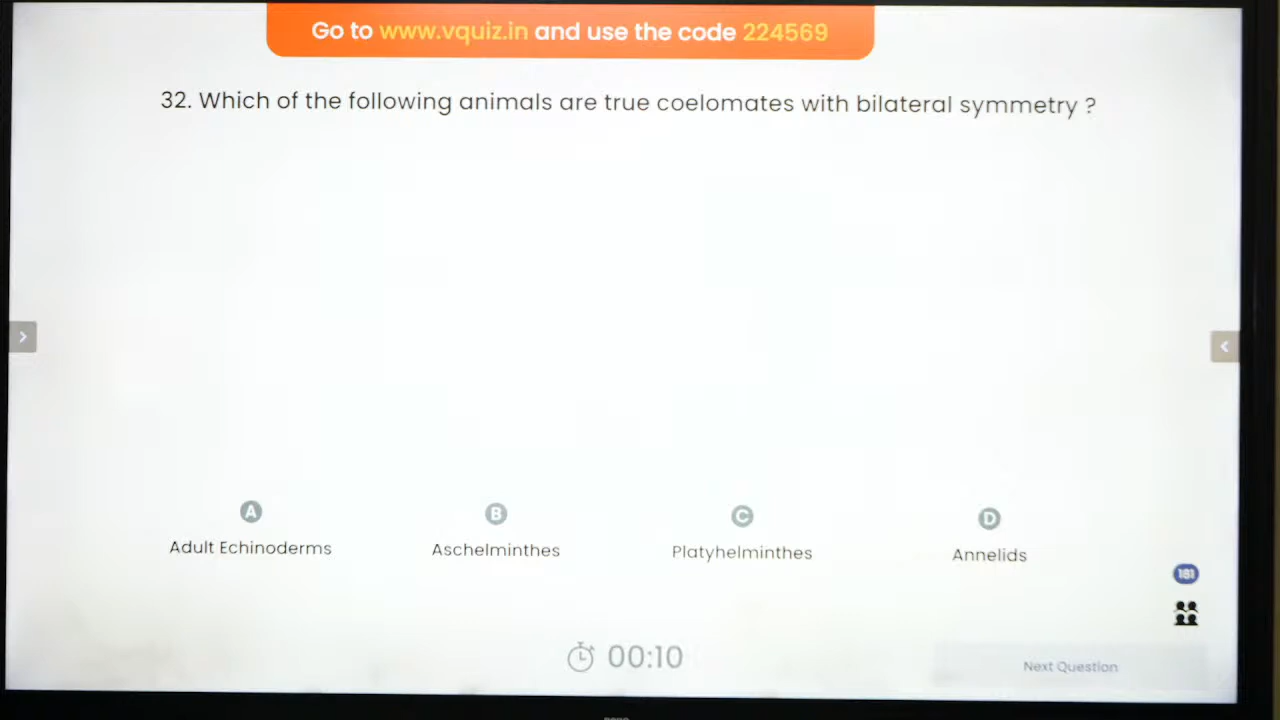 Go to www.vquiz.in and use the code 224569
32. Which of the following animals are true coelomates with bilateral symmetry ?
A
B
C
D
Adult Echinoderms
Aschelminthes
Platyhelminthes
Annelids
181
00:10
Next Question